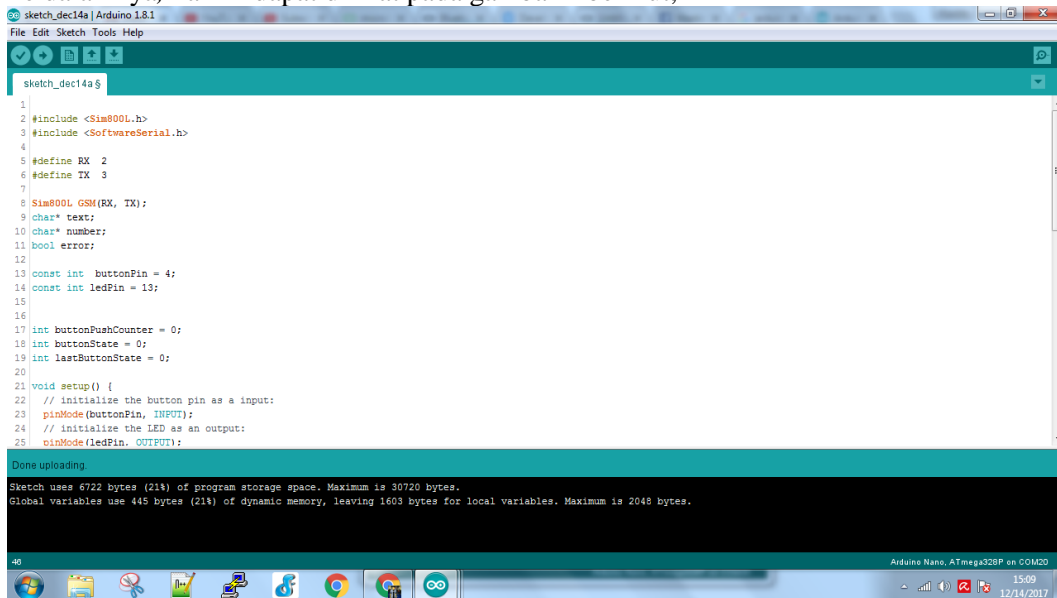 sketch_dec14a | Arduino 1.8.1
File Edit Sketch Tools Help
sketch_dec14a §
1
2 #include <Sim800L.h>
3 #include <SoftwareSerial.h>
4
5 #define RX  2
6 #define TX  3
7
8 Sim800L GSM(RX, TX);
9 char* text;
10 char* number;
11 bool error;
12
13 const int  buttonPin = 4;
14 const int ledPin = 13;
15
16
17 int buttonPushCounter = 0;
18 int buttonState = 0;
19 int lastButtonState = 0;
20
21 void setup() {
22   // initialize the button pin as a input:
23   pinMode(buttonPin, INPUT);
24   // initialize the LED as an output:
25   pinMode(ledPin, OUTPUT);
Done uploading.
Sketch uses 6722 bytes (21%) of program storage space. Maximum is 30720 bytes.
Global variables use 445 bytes (21%) of dynamic memory, leaving 1603 bytes for local variables. Maximum is 2048 bytes.
46
Arduino Nano, ATmega328P on COM20
15:09
12/14/2017